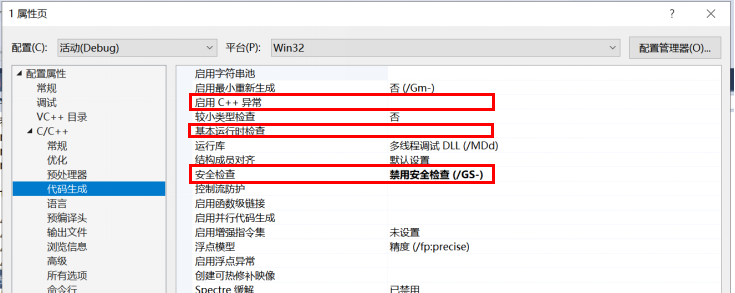 1 属性页 ? ×
配置(C): 活动(Debug) 平台(P): Win32 配置管理器(O)...
配置属性
常规
调试
VC++ 目录
C/C++
常规
优化
预处理器
代码生成
语言
预编译头
输出文件
浏览信息
高级
所有选项
命令行
启用字符串池
启用最小重新生成 否 (/Gm-)
启用 C++ 异常
较小类型检查 否
基本运行时检查
运行库 多线程调试 DLL (/MDd)
结构成员对齐 默认设置
安全检查 禁用安全检查 (/GS-)
控制流防护
启用函数级链接
启用并行代码生成
启用增强指令集 未设置
浮点模型 精度 (/fp:precise)
启用浮点异常
创建可热修补映像
Spectre 缓解 已禁用